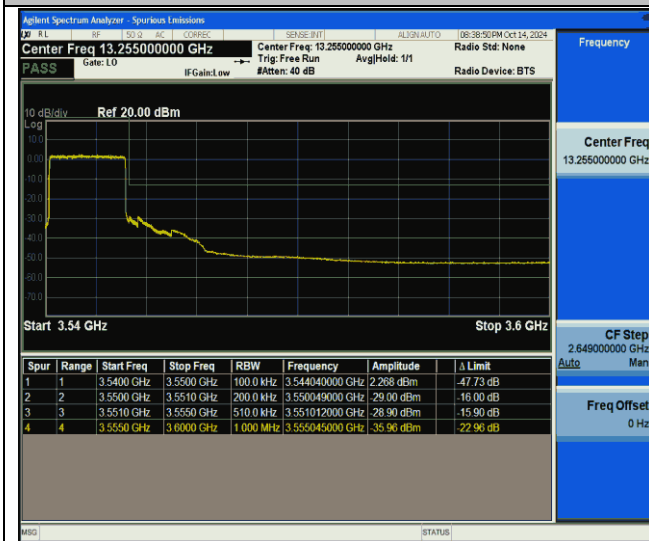 Agilent Spectrum Analyzer - Spurious Emissions
RL RF 50 Ω AC CORREC SENSE:INT ALIGN AUTO 08:38:50 PM Oct 14, 2024
Center Freq 13.255000000 GHz Center Freq: 13.255000000 GHz Radio Std: None Frequency
PASS Gate: LO Trig: Free Run Avg|Hold: 1/1
IFGain:Low #Atten: 40 dB Radio Device: BTS
10 dB/div Ref 20.00 dBm
Log
10.0
0.00
-10.0
-20.0
-30.0
-40.0
-50.0
-60.0
-70.0
Start 3.54 GHz Stop 3.6 GHz
Center Freq
13.255000000 GHz
CF Step
2.649000000 GHz
Auto Man
Freq Offset
0 Hz
Spur Range Start Freq Stop Freq RBW Frequency Amplitude Δ Limit
1 1 3.5400 GHz 3.5500 GHz 100.0 kHz 3.544040000 GHz 2.268 dBm -47.73 dB
2 2 3.5500 GHz 3.5510 GHz 200.0 kHz 3.550049000 GHz -29.00 dBm -16.00 dB
3 3 3.5510 GHz 3.5550 GHz 510.0 kHz 3.551012000 GHz -28.90 dBm -15.90 dB
4 4 3.5550 GHz 3.6000 GHz 1.000 MHz 3.555045000 GHz -35.96 dBm -22.96 dB
MSG STATUS